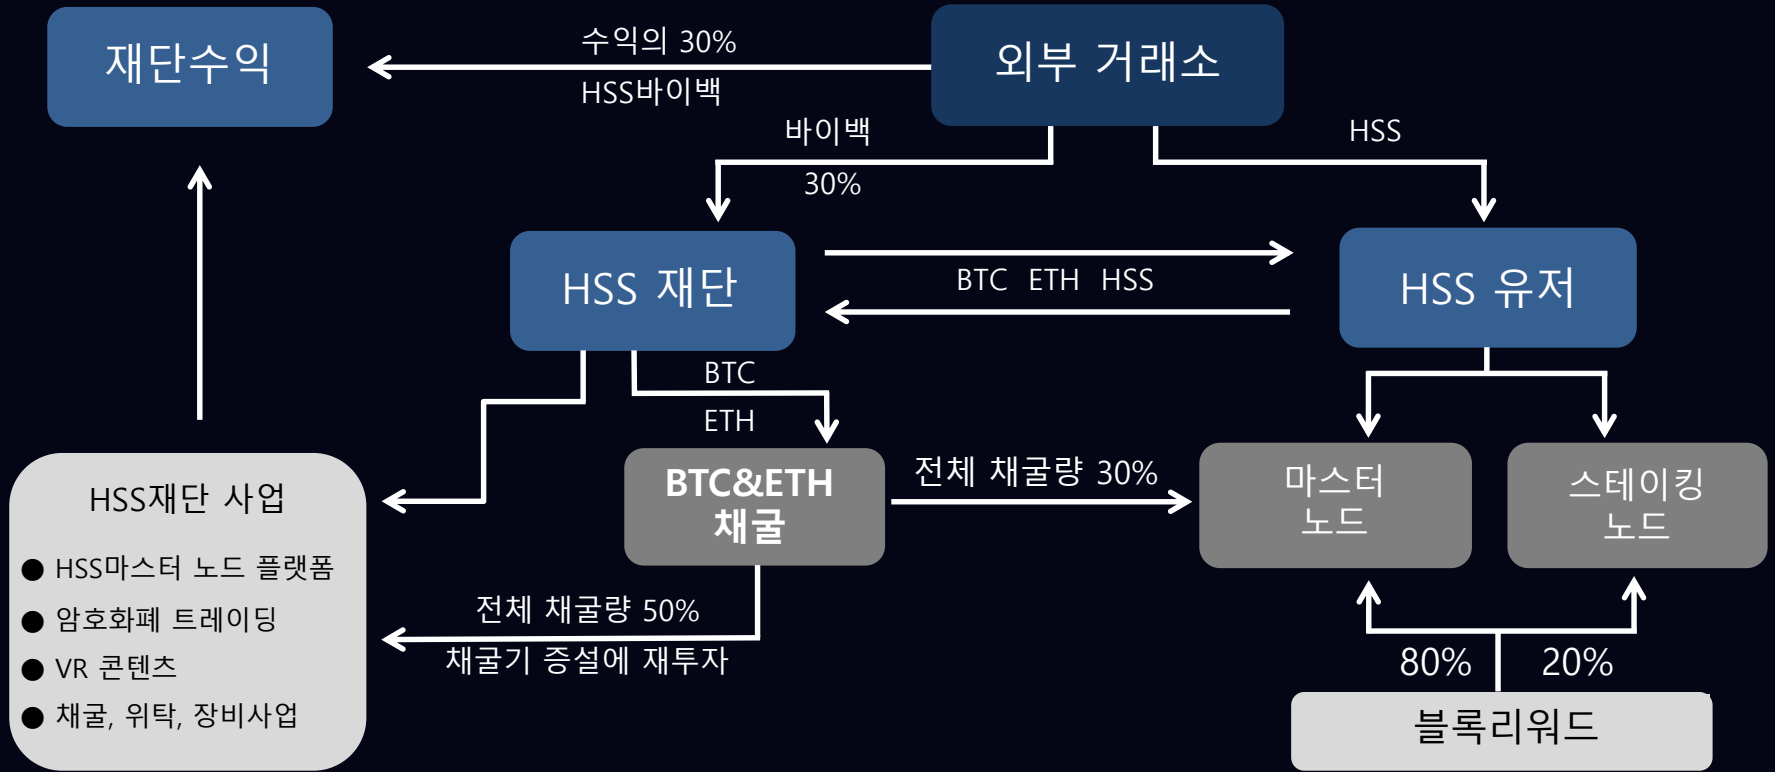 재단수익
수익의 30%
HSS바이백
외부 거래소
바이백
30%
HSS
HSS 재단
BTC ETH HSS
HSS 유저
BTC
ETH
BTC&ETH
채굴
전체 채굴량 30%
마스터
노드
스테이킹
노드
HSS재단 사업
● HSS마스터 노드 플랫폼
● 암호화폐 트레이딩
● VR 콘텐츠
● 채굴, 위탁, 장비사업
전체 채굴량 50%
채굴기 증설에 재투자
80%
20%
블록리워드